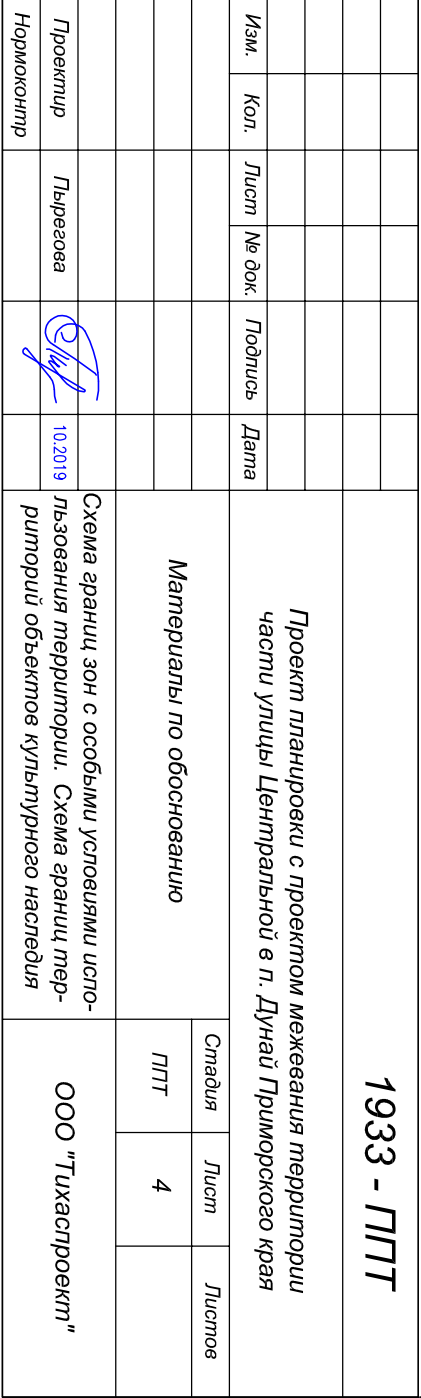 1933 - ППТ
Проект планировки с проектом межевания территории
части улицы Центральной в п. Дунай Приморского края
Изм. Кол. Лист № док. Подпись Дата
Материалы по обоснованию
Стадия Лист Листов
ППТ 4
Проектир Пырегова 10.2019
Нормоконтр
Схема границ зон с особыми условиями испо-
льзования территории. Схема границ тер-
риторий объектов культурного наследия
ООО "Тихаспроект"